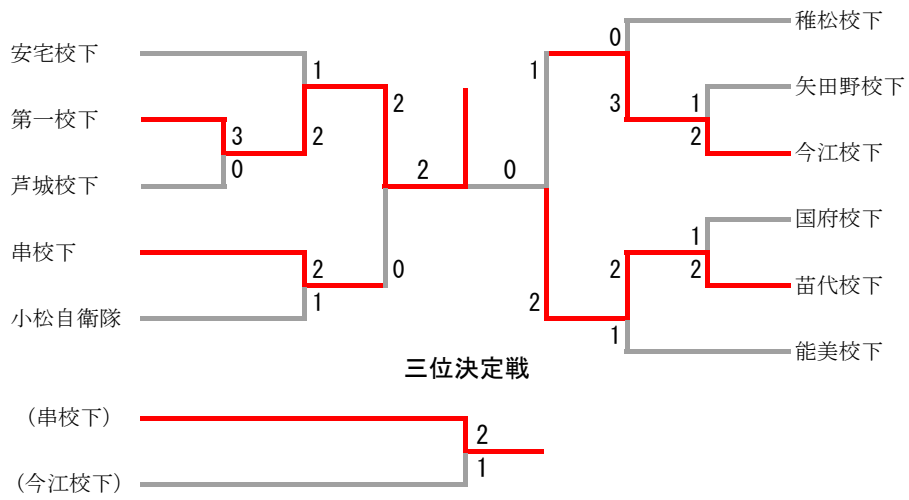 稚松校下
0
安宅校下
1
1
矢田野校下
2
3
1
第一校下
3
2
2
今江校下
0
2
0
芦城校下
国府校下
1
串校下
2
0
2
2
苗代校下
1
2
小松自衛隊
1
能美校下
三位決定戦
(串校下)
2
1
(今江校下)